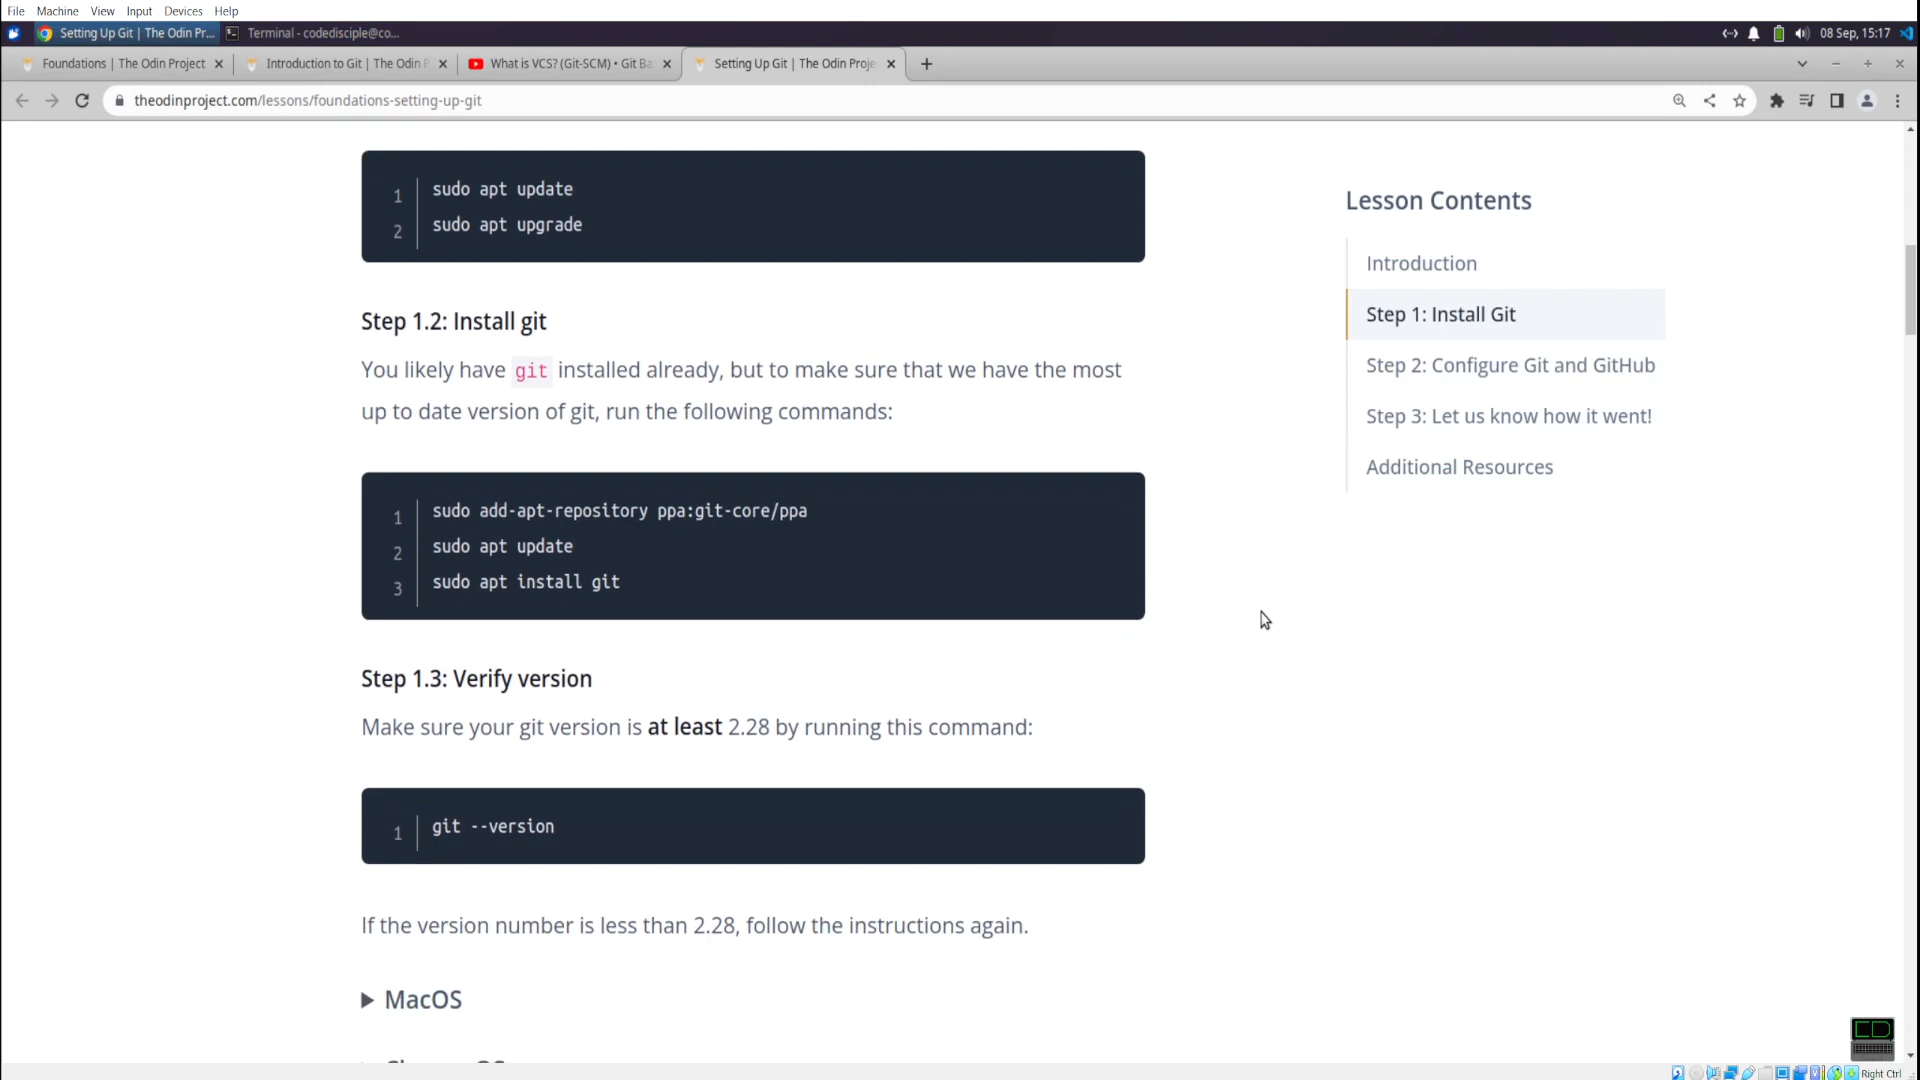 File Machine View Input Devices Help
Setting Up Git | The Odin Pr... Terminal - codedisciple@co... 08 Sep, 15:17
Foundations | The Odin Project Introduction to Git | The Odin P What is VCS? (Git-SCM) • Git Ba Setting Up Git | The Odin Proje
theodinproject.com/lessons/foundations-setting-up-git
1 sudo apt update
2 sudo apt upgrade
Step 1.2: Install git
You likely have git installed already, but to make sure that we have the most
up to date version of git, run the following commands:
1 sudo add-apt-repository ppa:git-core/ppa
2 sudo apt update
3 sudo apt install git
Step 1.3: Verify version
Make sure your git version is at least 2.28 by running this command:
1 git --version
If the version number is less than 2.28, follow the instructions again.
MacOS
Lesson Contents
Introduction
Step 1: Install Git
Step 2: Configure Git and GitHub
Step 3: Let us know how it went!
Additional Resources
CD
Right Ctrl